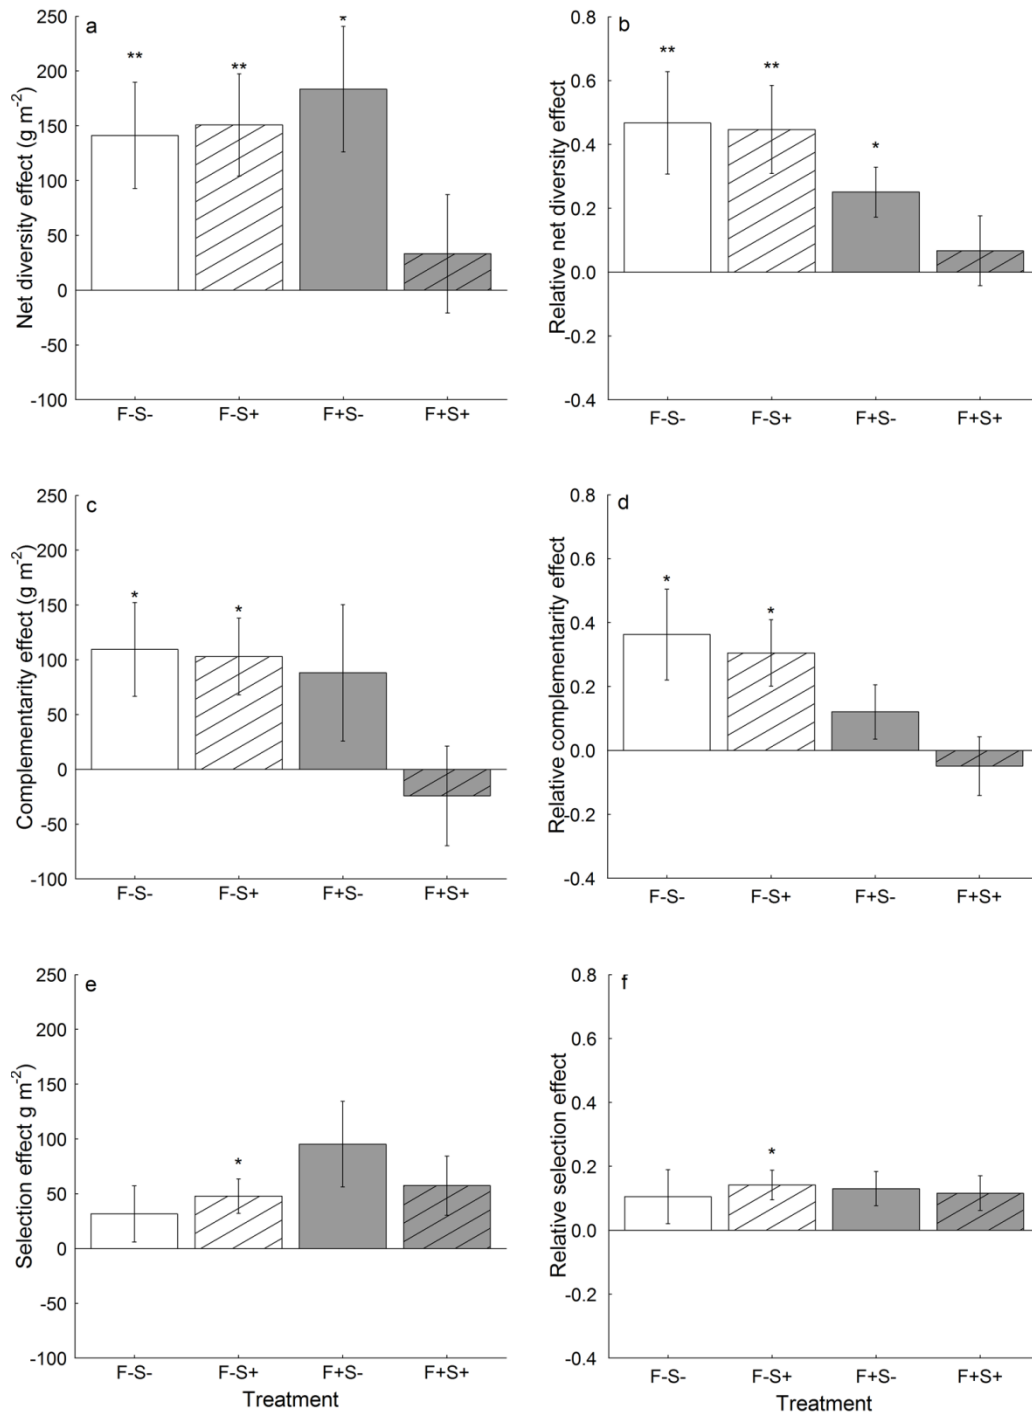 a
Net diversity effect (g m-2)
250
200
150
100
50
0
-50
-100
**
**
*
F-S-
F-S+
F+S-
F+S+
b
Relative net diversity effect
0.8
0.6
0.4
0.2
0.0
-0.2
-0.4
**
**
*
F-S-
F-S+
F+S-
F+S+
c
Complementarity effect (g m-2)
250
200
150
100
50
0
-50
-100
*
*
F-S-
F-S+
F+S-
F+S+
d
Relative complementarity effect
0.8
0.6
0.4
0.2
0.0
-0.2
-0.4
*
*
F-S-
F-S+
F+S-
F+S+
e
Selection effect g m-2)
250
200
150
100
50
0
-50
-100
*
F-S-
F-S+
F+S-
F+S+
Treatment
f
Relative selection effect
0.8
0.6
0.4
0.2
0.0
-0.2
-0.4
*
F-S-
F-S+
F+S-
F+S+
Treatment